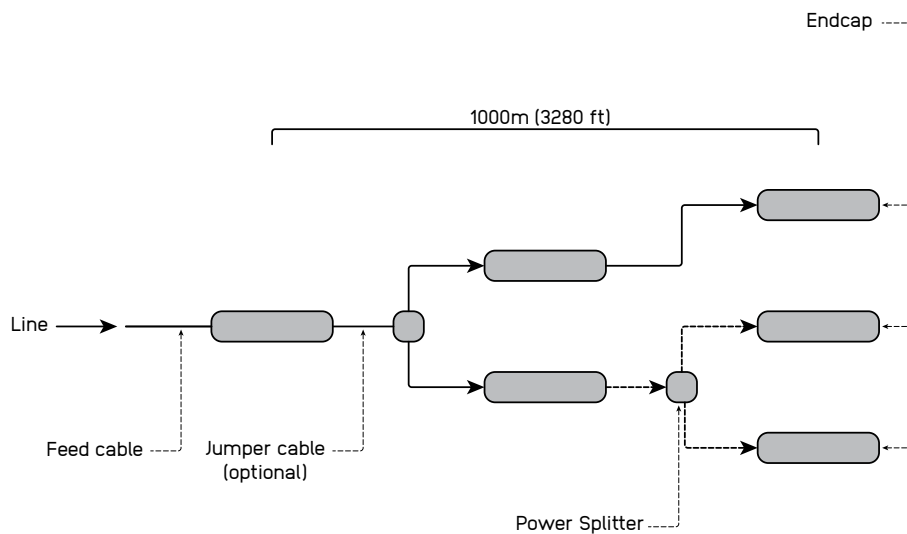 Endcap
1000m (3280 ft)
Line
Feed cable
Jumper cable
(optional)
Power Splitter